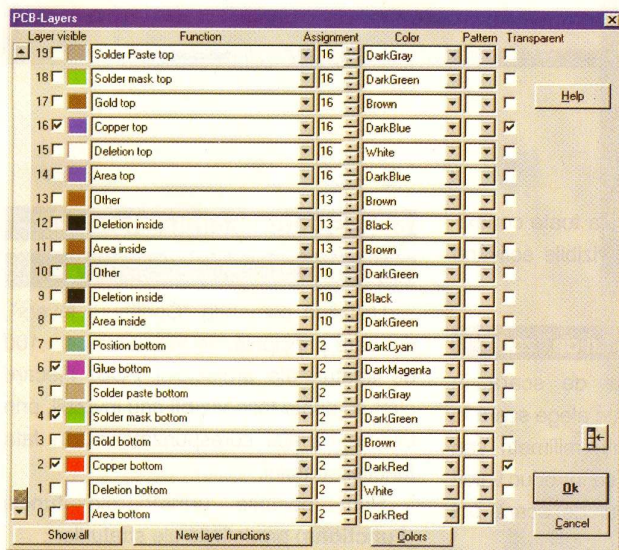 PCB-Layers
Layer visible Function Assignment Color Pattern Transparent
19 Solder Paste top 16 DarkGray
18 Solder mask top 16 DarkGreen
17 Gold top 16 Brown
16 Copper top 16 DarkBlue
15 Deletion top 16 White
14 Area top 16 DarkBlue
13 Other 13 Brown
12 Deletion inside 13 Black
11 Area inside 13 Brown
10 Other 10 DarkGreen
9 Deletion inside 10 Black
8 Area inside 10 DarkGreen
7 Position bottom 2 DarkCyan
6 Glue bottom 2 DarkMagenta
5 Solder paste bottom 2 DarkGray
4 Solder mask bottom 2 DarkGreen
3 Gold bottom 2 Brown
2 Copper bottom 2 DarkRed
1 Deletion bottom 2 White
0 Area bottom 2 DarkRed
Help
Ok
Cancel
Show all New layer functions Colors